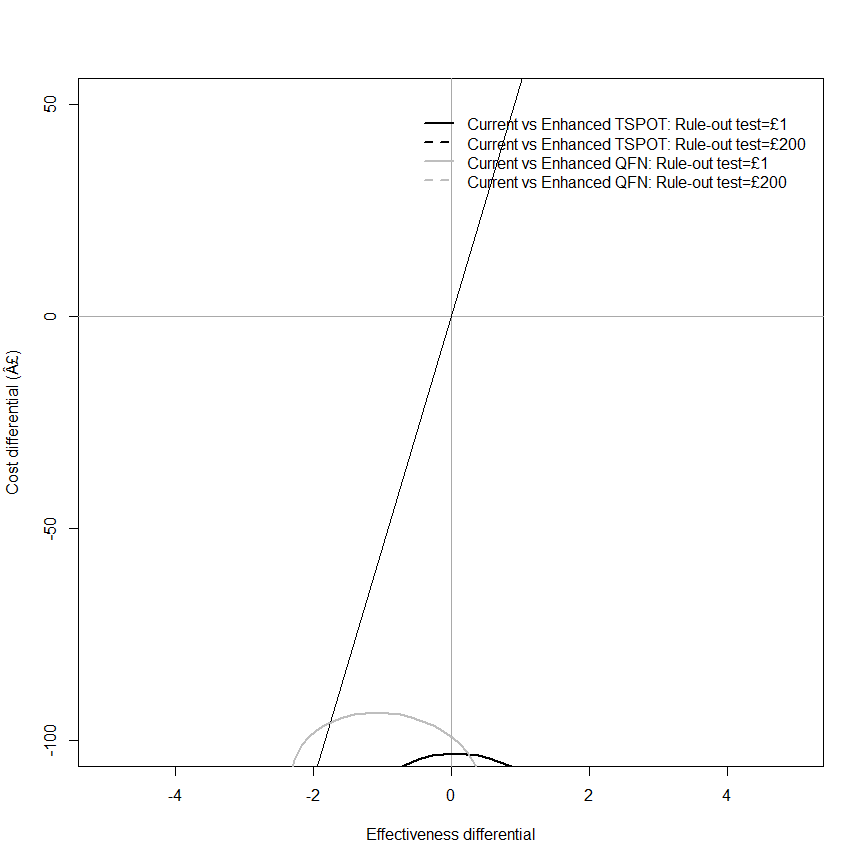 Current vs Enhanced TSPOT: Rule-out test=£1
Current vs Enhanced TSPOT: Rule-out test=£200
Current vs Enhanced QFN: Rule-out test=£1
Current vs Enhanced QFN: Rule-out test=£200
50
0
-50
-100
Cost differential (Â£)
-4 -2 0 2 4
Effectiveness differential